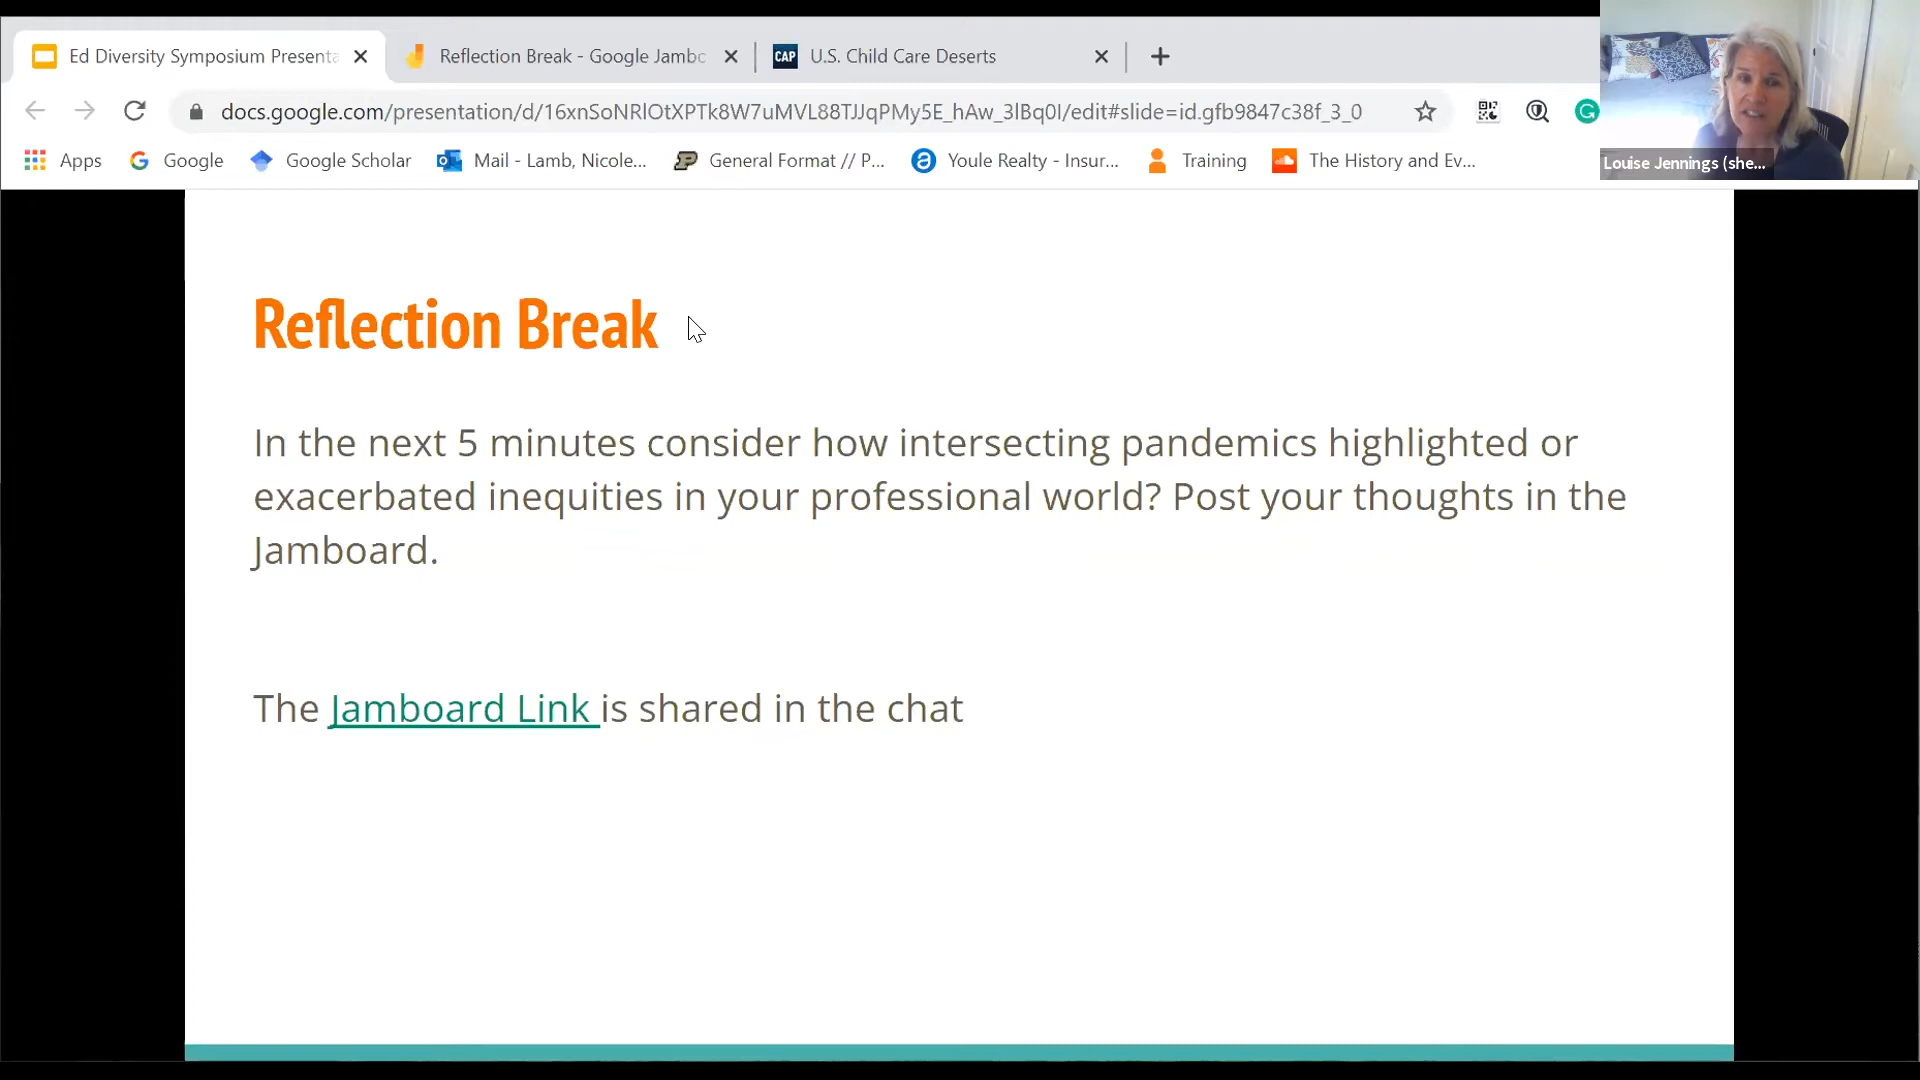 Ed Diversity Symposium Presenta
Reflection Break - Google Jambo
CAP
U.S. Child Care Deserts
docs.google.com/presentation/d/16xnSoNRlOtXPTk8W7uMVL88TJJqPMy5E_hAw_3lBq0I/edit#slide=id.gfb9847c38f_3_0
Apps
Google
Google Scholar
Mail - Lamb, Nicole...
General Format // P...
Youle Realty - Insur...
Training
The History and Ev...
Louise Jennings (she...
Reflection Break
In the next 5 minutes consider how intersecting pandemics highlighted or
exacerbated inequities in your professional world? Post your thoughts in the
Jamboard.
The Jamboard Link is shared in the chat